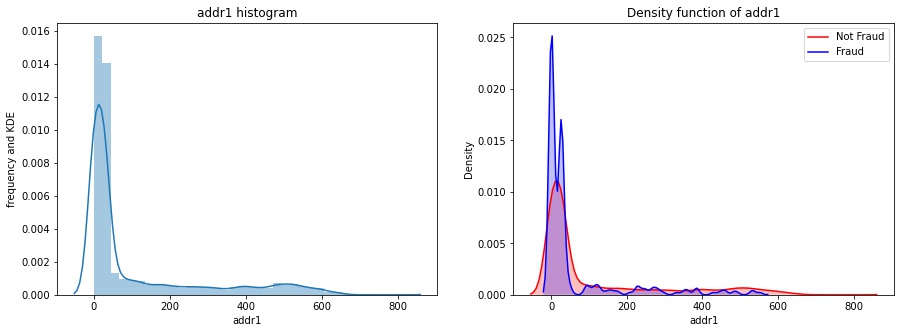 addr1 histogram
0.016
0.014
0.012
0.010
0.008
0.006
0.004
0.002
0.000
frequency and KDE
0 200 400 600 800
addr1
Density function of addr1
Not Fraud
Fraud
0.025
0.020
0.015
0.010
0.005
0.000
Density
0 200 400 600 800
addr1